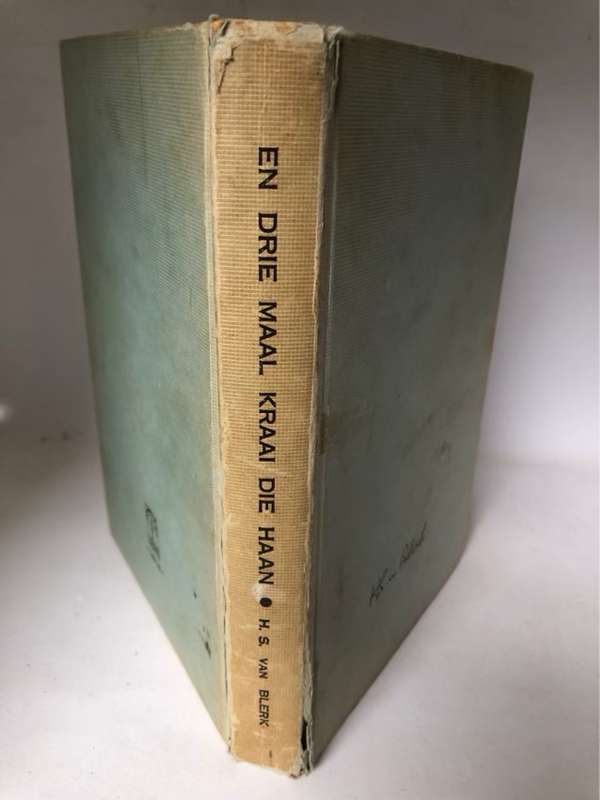 EN DRIE MAAL KRAAI DIE HAAN • H. S. VAN BLERK